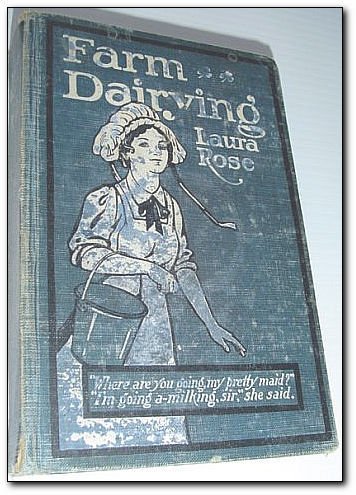 Farm
Dairying
Laura
Rose
"Where are you going, my pretty maid?"
"I'm going a-milking, sir," she said.